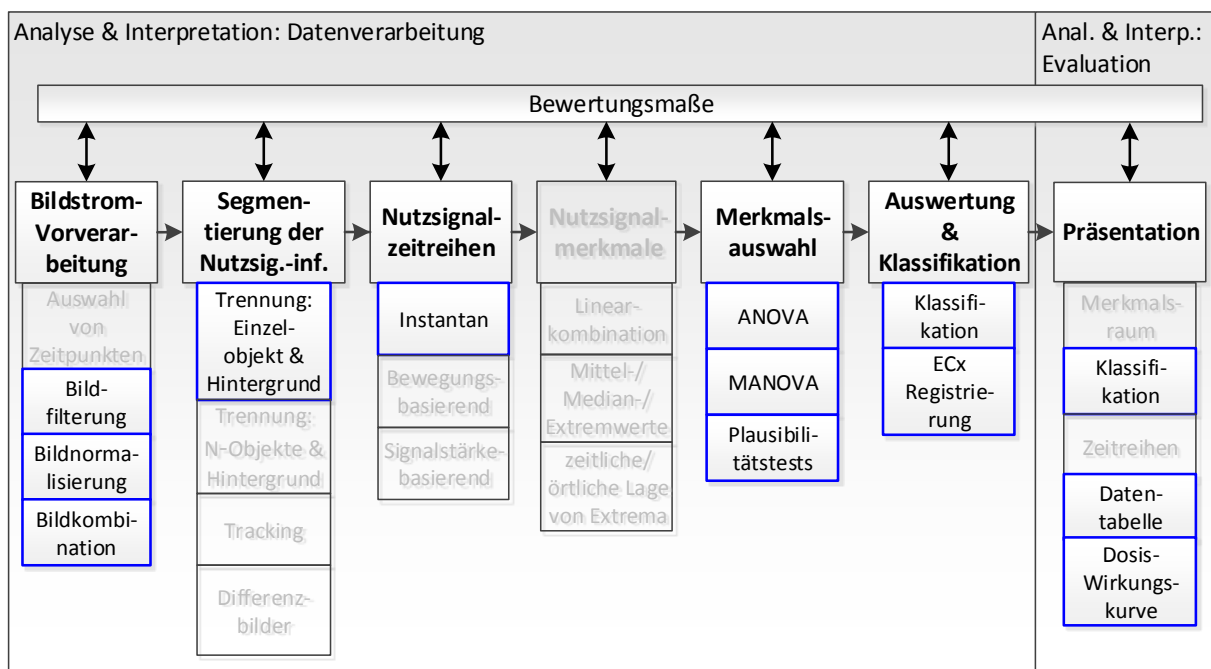 Analyse & Interpretation: Datenverarbeitung
Anal. & Interp.:
Evaluation
Bewertungsmaße
Bildstrom-
Vorverar-
beitung
Auswahl
von
Zeitpunkten
Bild-
filterung
Bildnorma-
lisierung
Bildkombi-
nation
Segmen-
tierung der
Nutzsig.-inf.
Trennung:
Einzel-
objekt &
Hintergrund
Trennung:
N-Objekte &
Hintergrund
Tracking
Differenz-
bilder
Nutzsignal-
zeitreihen
Instantan
Bewegungs-
basierend
Signalstärke-
basierend
Nutzsignal-
merkmale
Linear-
kombination
Mittel-/
Median-/
Extremwerte
zeitliche/
örtliche Lage
von Extrema
Merkmals-
auswahl
ANOVA
MANOVA
Plausibili-
tätstests
Auswertung
&
Klassifikation
Klassifi-
kation
ECx
Registrie-
rung
Präsentation
Merkmals-
raum
Klassifi-
kation
Zeitreihen
Daten-
tabelle
Dosis-
Wirkungs-
kurve